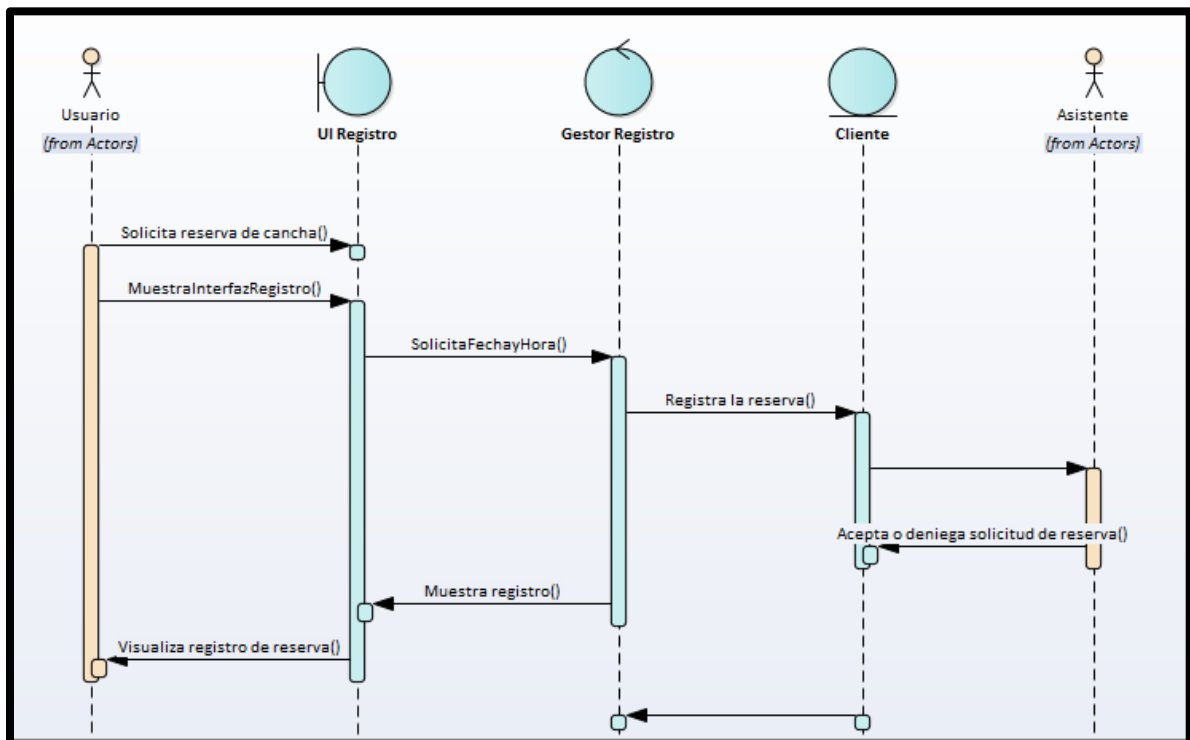 Usuario
(from Actors)
UI Registro
Gestor Registro
Cliente
Asistente
(from Actors)
Solicita reserva de cancha()
MuestraInterfazRegistro()
SolicitaFechayHora()
Registra la reserva()
Acepta o deniega solicitud de reserva()
Muestra registro()
Visualiza registro de reserva()